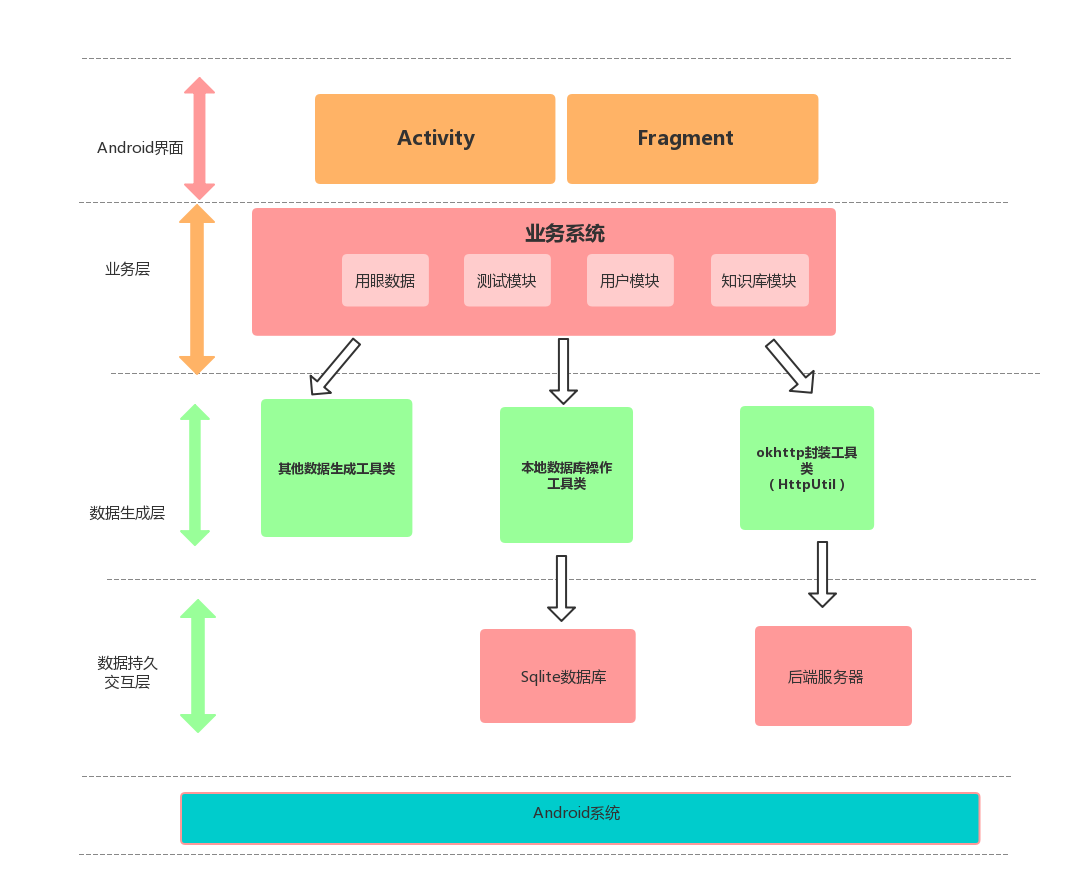 Activity
Fragment
Android界面
业务系统
业务层
用眼数据
测试模块
用户模块
知识库模块
其他数据生成工具类
本地数据库操作
工具类
okhttp封装工具
类
（HttpUtil）
数据生成层
数据持久
交互层
Sqlite数据库
后端服务器
Android系统